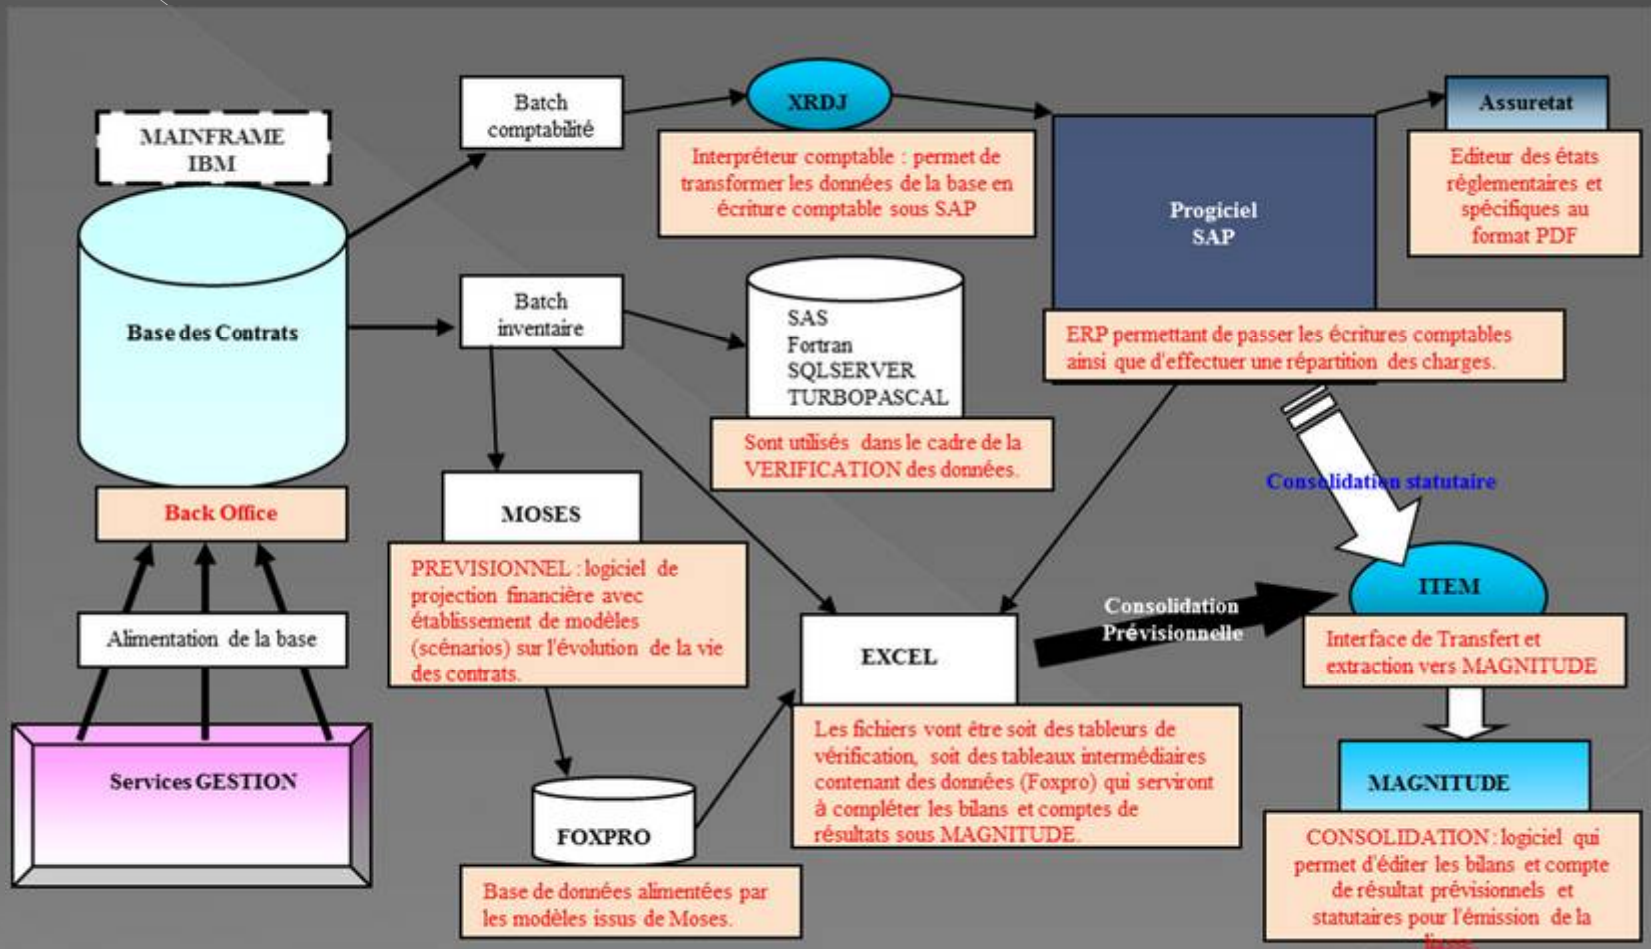 MAINFRAME
IBM
Base des Contrats
Back Office
Alimentation de la base
Services GESTION
Batch
comptabilité
XRDJ
Interpréteur comptable : permet de
transformer les données de la base en
écriture comptable sous SAP
Batch
inventaire
SAS
Fortran
SQLSERVER
TURBOPASCAL
Sont utilisés dans le cadre de la
VERIFICATION des données.
MOSES
PREVISIONNEL : logiciel de
projection financière avec
établissement de modèles
(scénarios) sur l'évolution de la vie
des contrats.
FOXPRO
Base de données alimentées par
les modèles issus de Moses.
Progiciel
SAP
ERP permettant de passer les écritures comptables
ainsi que d'effectuer une répartition des charges.
Assuretat
Editeur des états
réglementaires et
spécifiques au
format PDF
Consolidation statutaire
EXCEL
Les fichiers vont être soit des tableurs de
vérification, soit des tableaux intermédiaires
contenant des données (Foxpro) qui serviront
à compléter les bilans et comptes de
résultats sous MAGNITUDE.
Consolidation
Prévisionnelle
ITEM
Interface de Transfert et
extraction vers MAGNITUDE
MAGNITUDE
CONSOLIDATION : logiciel qui
permet d'éditer les bilans et compte
de résultat prévisionnels et
statutaires pour l'émission de la